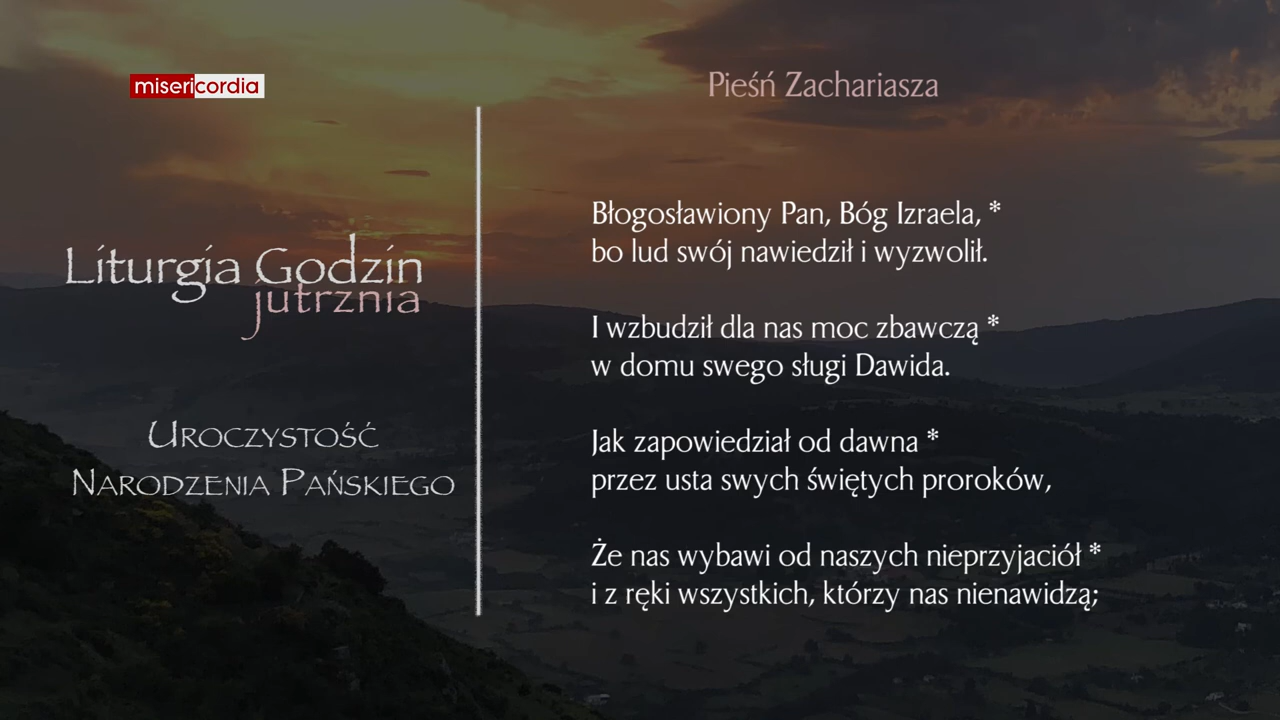 misericordia
Liturgia Godzin
jutrznia
Uroczystość
Narodzenia Pańskiego
Pieśń Zachariasza
Błogosławiony Pan, Bóg Izraela, *
bo lud swój nawiedził i wyzwolił.
I wzbudził dla nas moc zbawczą *
w domu swego sługi Dawida.
Jak zapowiedział od dawna *
przez usta swych świętych proroków,
Że nas wybawi od naszych nieprzyjaciół *
i z ręki wszystkich, którzy nas nienawidzą;